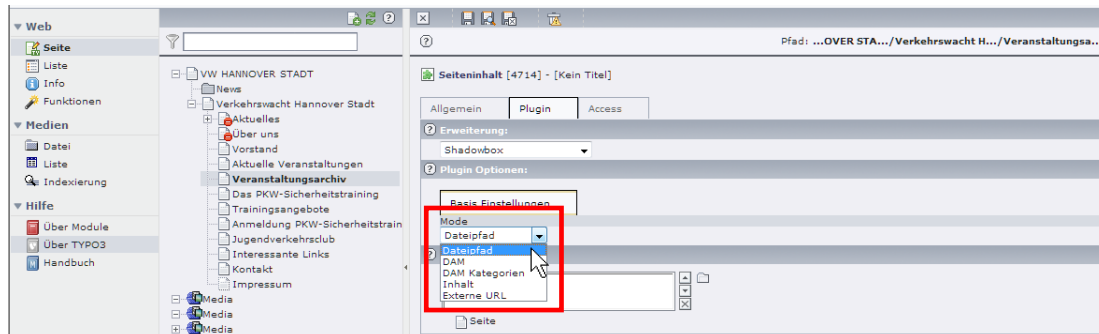 Web
Seite
Liste
Info
Funktionen
Medien
Datei
Liste
Indexierung
Hilfe
Über Module
Über TYPO3
Handbuch
VW HANNOVER STADT
News
Verkehrswacht Hannover Stadt
Aktuelles
Über uns
Vorstand
Aktuelle Veranstaltungen
Veranstaltungsarchiv
Das PKW-Sicherheitstraining
Trainingsangebote
Anmeldung PKW-Sicherheitstrain
Jugendverkehrsclub
Interessante Links
Kontakt
Impressum
Media
Media
Media
Pfad: ...OVER STA.../Verkehrswacht H.../Veranstaltungsa...
Seiteninhalt [4714] - [Kein Titel]
Allgemein Plugin Access
Erweiterung:
Shadowbox
Plugin Optionen:
Basis Einstellungen
Mode
Dateipfad
Dateipfad
DAM
DAM Kategorien
Inhalt
Externe URL
Seite